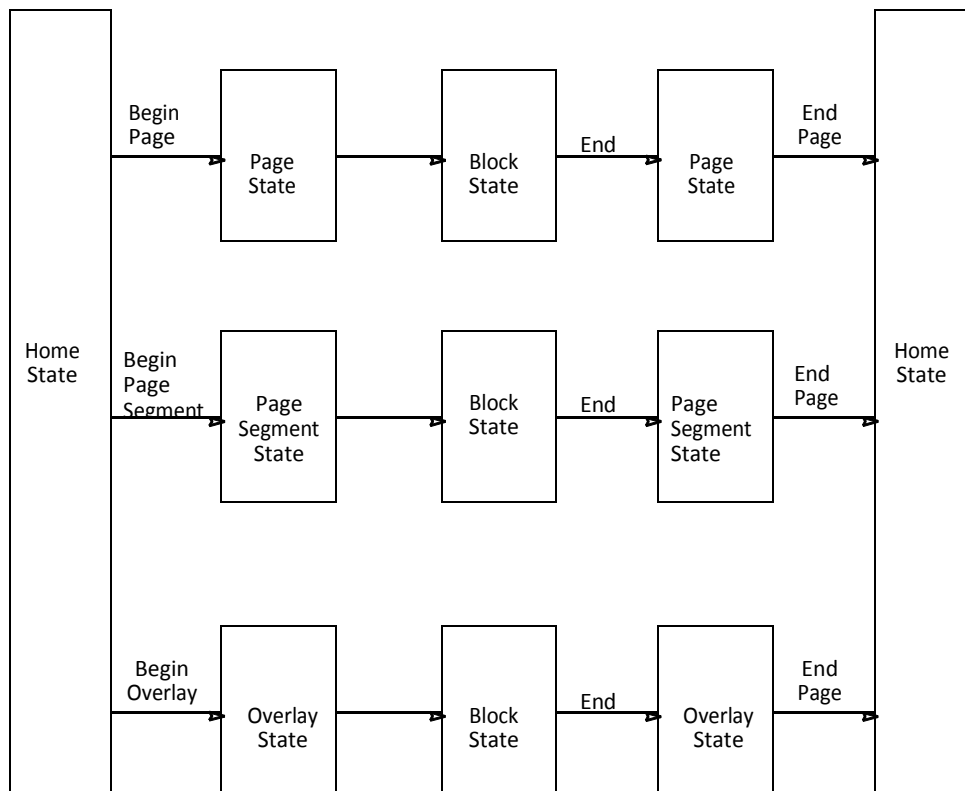 Begin
Page
End
Page
End
Page
State
Block
State
Page
State
Home
State
Begin
Page
Segment
End
Page
Home
State
Page
Segment
State
Block
State
End
Page
Segment
State
Begin
Overlay
End
Page
End
Overlay
State
Block
State
Overlay
State